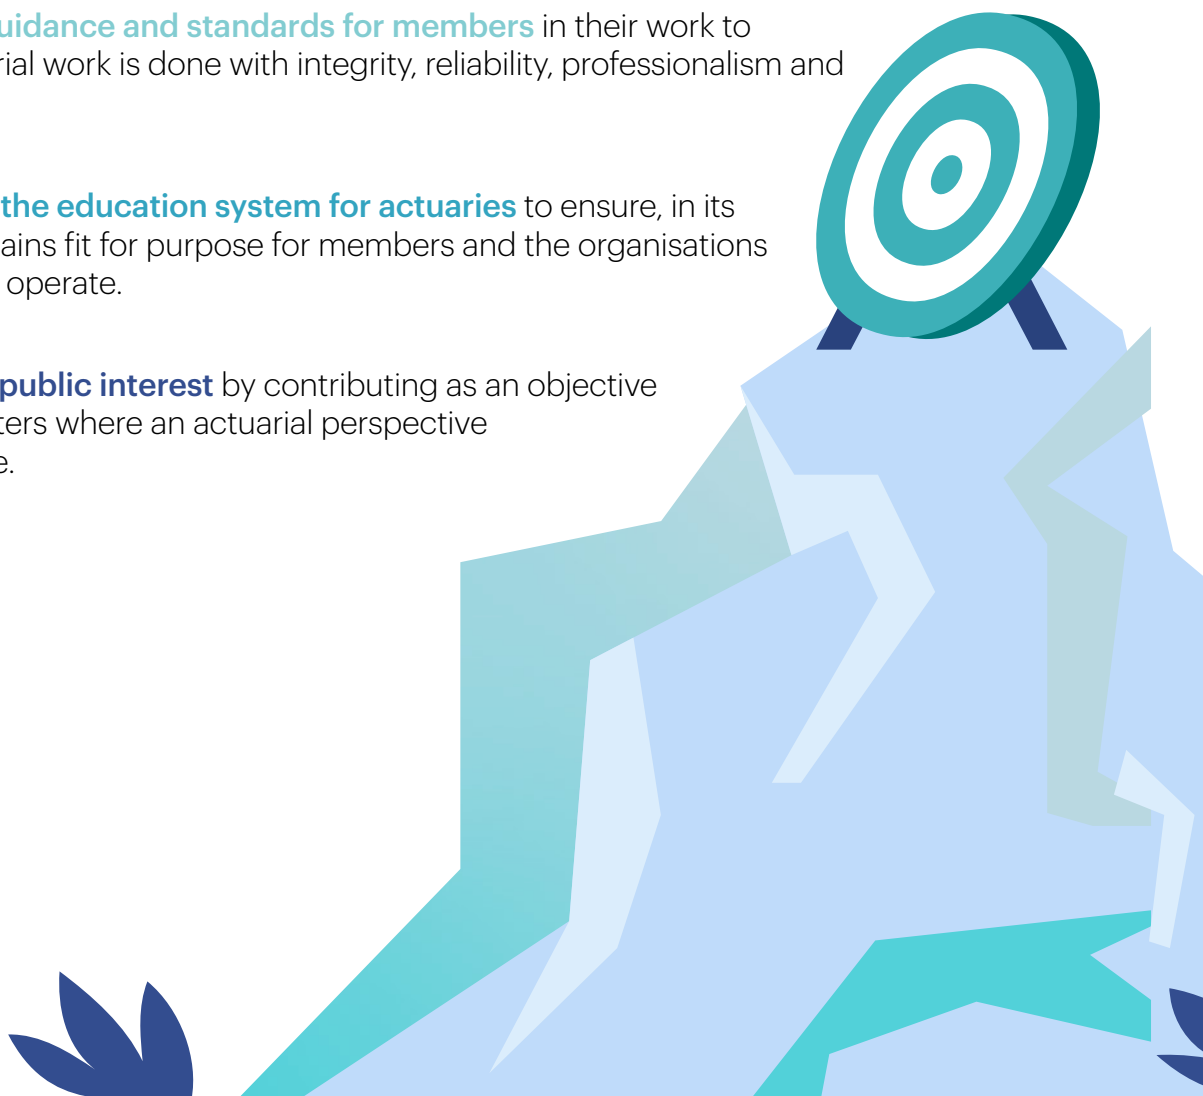 uidance and standards for members in their work to
rial work is done with integrity, reliability, professionalism and
the education system for actuaries to ensure, in its
ains fit for purpose for members and the organisations
operate.
public interest by contributing as an objective
ters where an actuarial perspective
e.